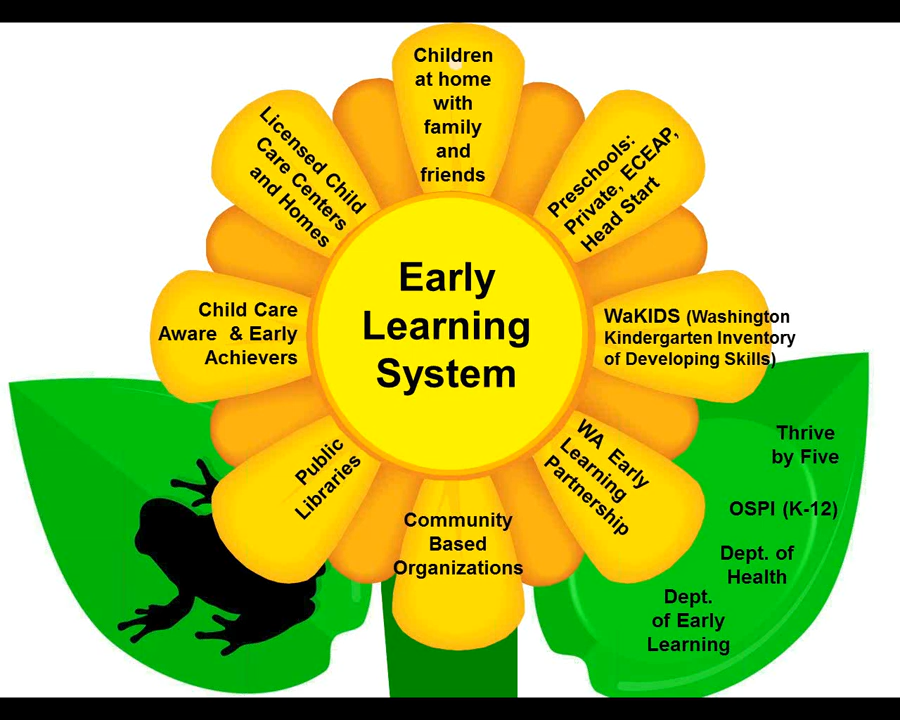 Early
Learning
System
Children
at home
with
family
and
friends
Preschools:
Private, ECEAP,
Head Start
WaKIDS (Washington
Kindergarten Inventory
of Developing Skills)
WA Early
Learning
Partnership
Community
Based
Organizations
Public
Libraries
Child Care
Aware & Early
Achievers
Licensed Child
Care Centers
and Homes
Thrive
by Five
OSPI (K-12)
Dept. of
Health
Dept.
of Early
Learning